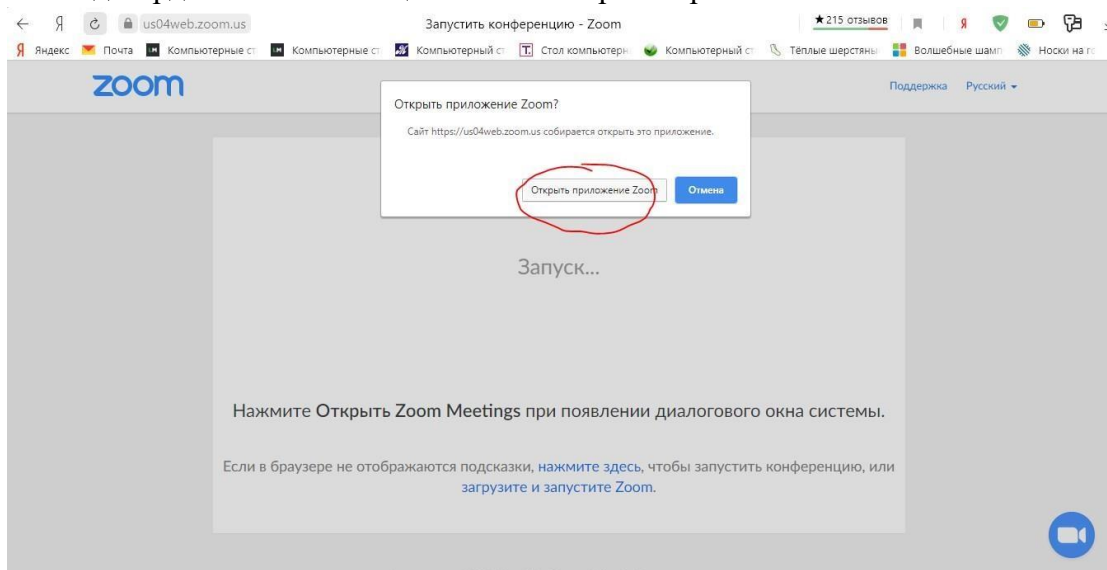 Я us04web.zoom.us Запустить конференцию - Zoom ★215 отзывов Я
Я Яндекс Почта Компьютерные ст Компьютерные ст Компьютерный ст T. Стол компьютерн Компьютерный ст Тёплые шерстяны Волшебные шамп Носки на го
zoom
Поддержка Русский
Открыть приложение Zoom?
Сайт https://us04web.zoom.us собирается открыть это приложение.
Открыть приложение Zoom Отмена
Запуск...
Нажмите Открыть Zoom Meetings при появлении диалогового окна системы.
Если в браузере не отображаются подсказки, нажмите здесь, чтобы запустить конференцию, или
загрузите и запустите Zoom.